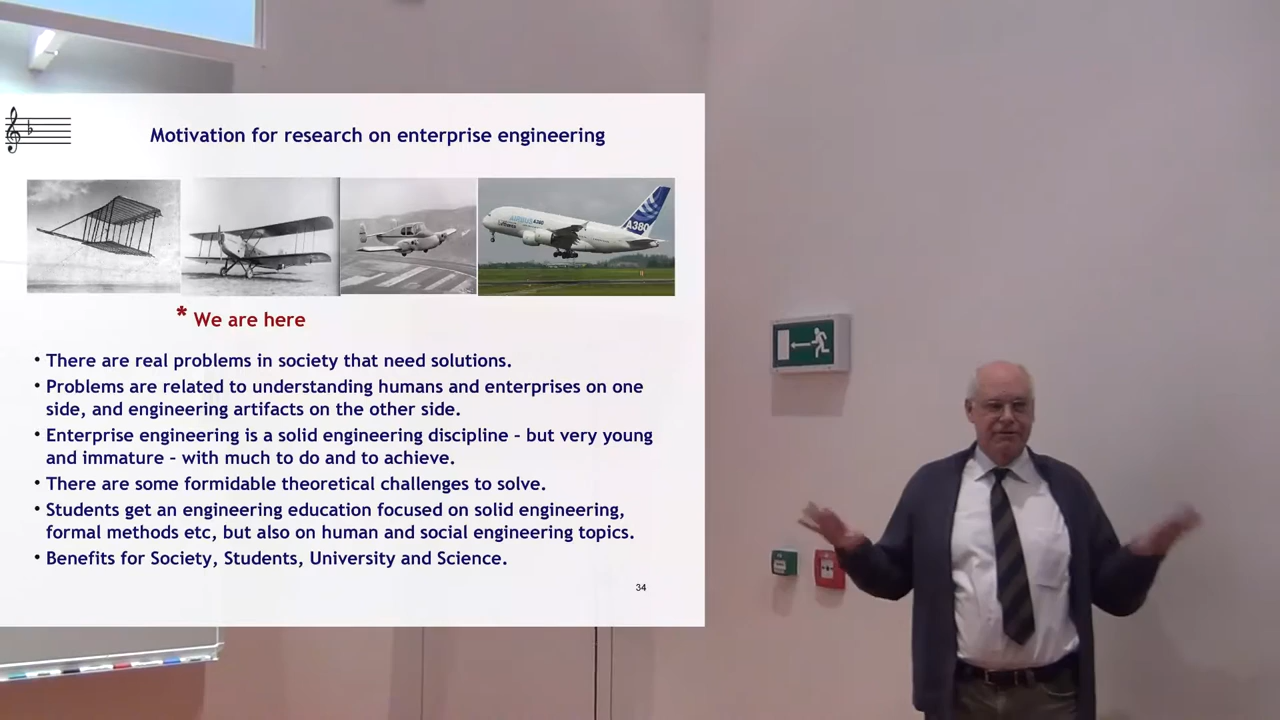 Motivation for research on enterprise engineering
AIRBUS A380
A380
* We are here
• There are real problems in society that need solutions.
• Problems are related to understanding humans and enterprises on one
side, and engineering artifacts on the other side.
• Enterprise engineering is a solid engineering discipline – but very young
and immature – with much to do and to achieve.
• There are some formidable theoretical challenges to solve.
• Students get an engineering education focused on solid engineering,
formal methods etc, but also on human and social engineering topics.
• Benefits for Society, Students, University and Science.
34